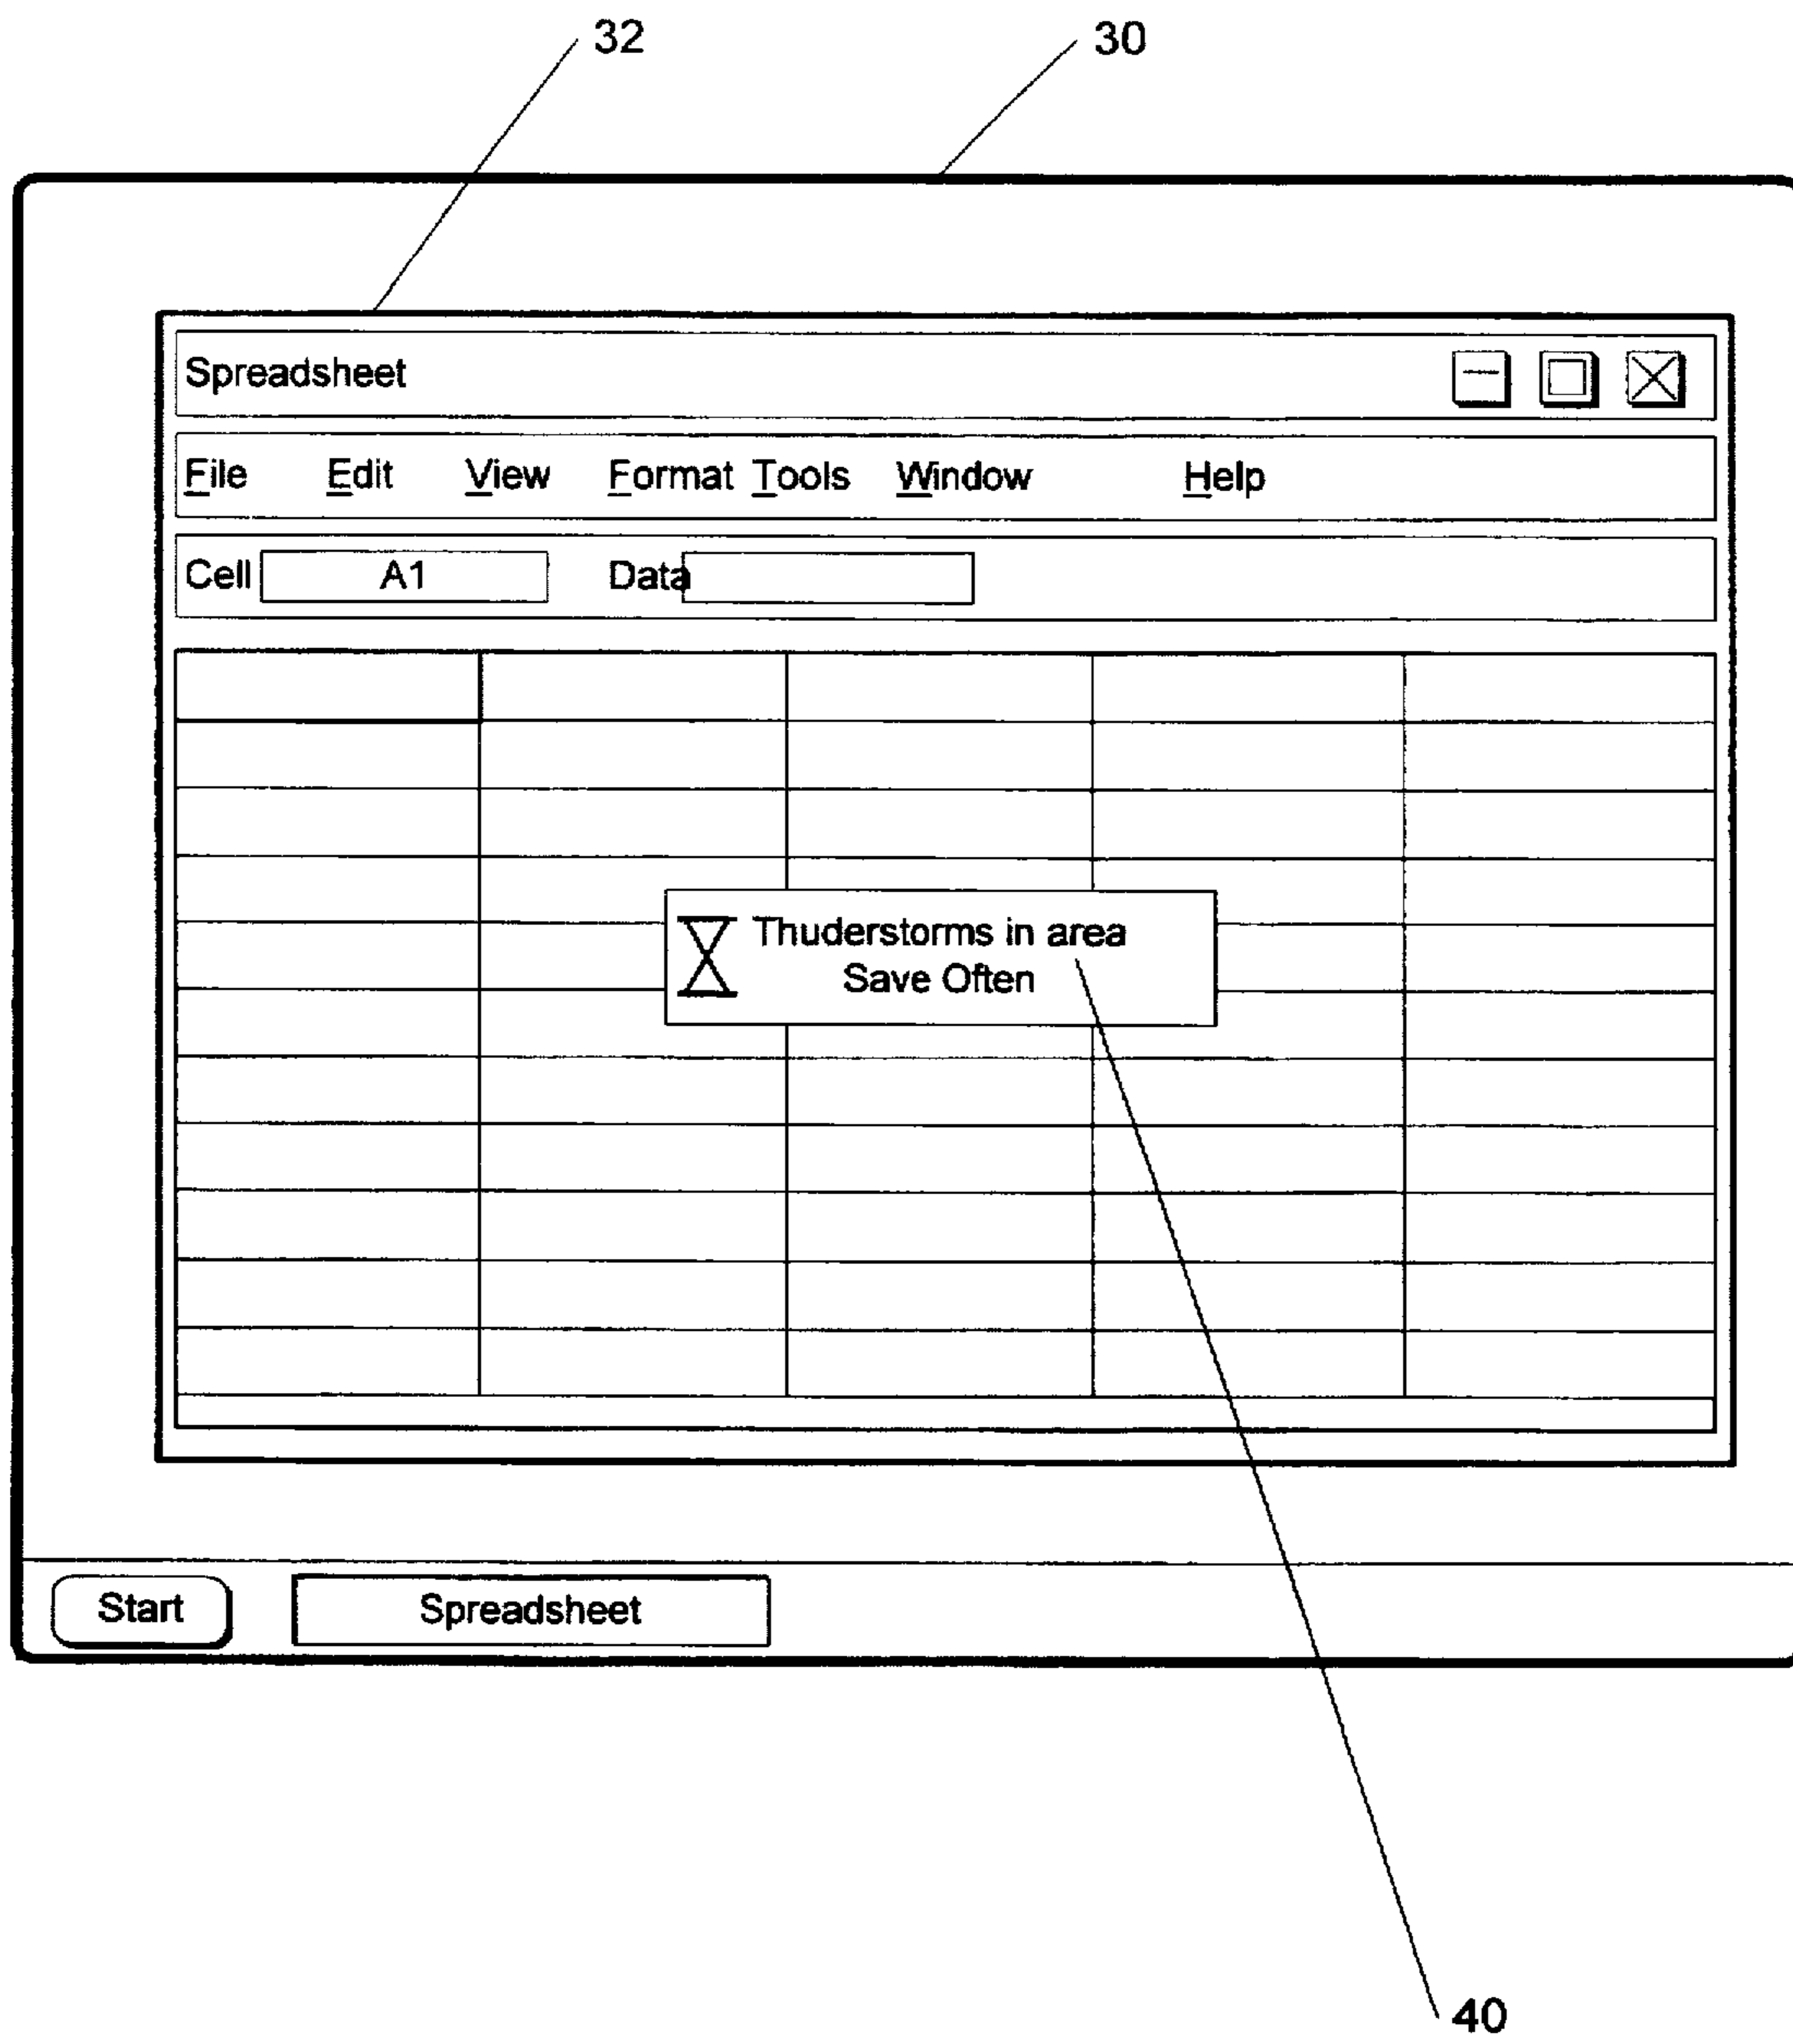 32 30
Spreadsheet
File Edit View Format Tools Window Help
Cell A1 Data
Thuderstorms in area
Save Often
Start Spreadsheet
40